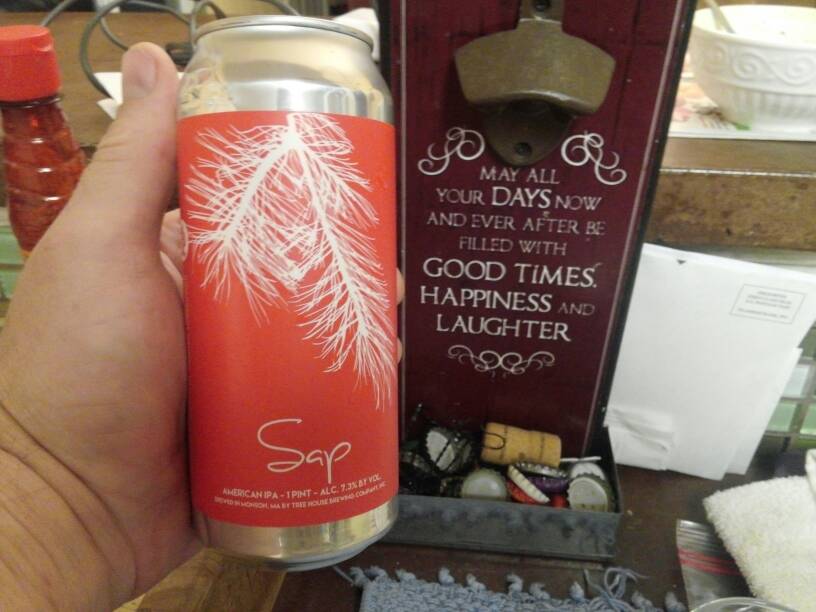 MAY ALL
YOUR DAYS NOW
AND EVER AFTER BE
FILLED WITH
GOOD TIMES,
HAPPINESS AND
LAUGHTER
Sap
AMERICAN IPA - 1 PINT - ALC. 7.3% BY VOL.
BREWED IN MONSON, MA BY TREE HOUSE BREWING COMPANY, INC.